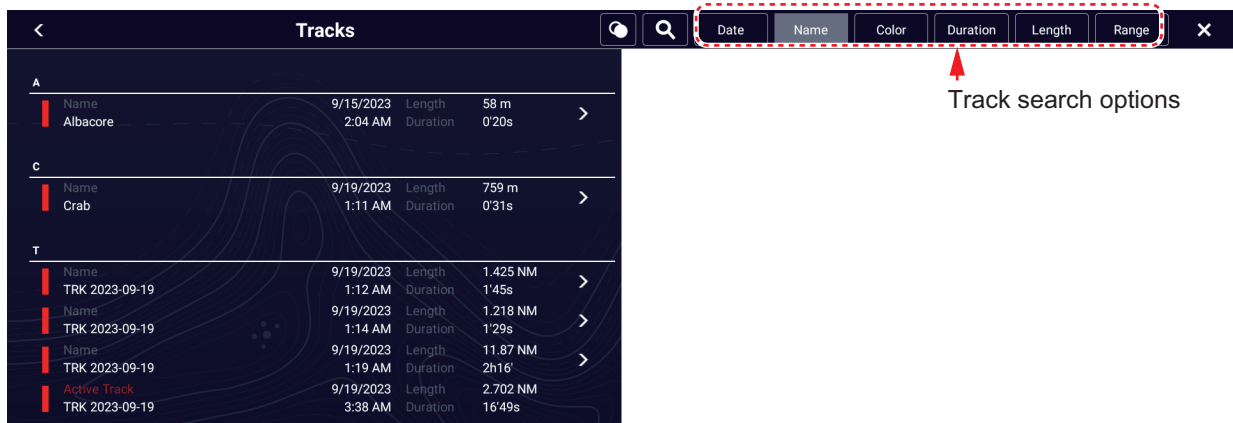 Tracks
Date Name Color Duration Length Range
Track search options
A
Name 9/15/2023 Length 58 m
Albacore 2:04 AM Duration 0'20s
C
Name 9/19/2023 Length 759 m
Crab 1:11 AM Duration 0'31s
T
Name 9/19/2023 Length 1.425 NM
TRK 2023-09-19 1:12 AM Duration 1'45s
Name 9/19/2023 Length 1.218 NM
TRK 2023-09-19 1:14 AM Duration 1'29s
Name 9/19/2023 Length 11.87 NM
TRK 2023-09-19 1:19 AM Duration 2h16'
Active Track 9/19/2023 Length 2.702 NM
TRK 2023-09-19 3:38 AM Duration 16'49s